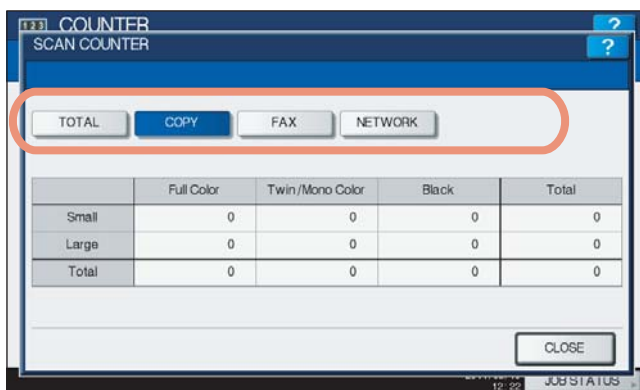 123 COUNTER ?
SCAN COUNTER ?
TOTAL COPY FAX NETWORK
Full Color Twin/Mono Color Black Total
Small 0 0 0 0
Large 0 0 0 0
Total 0 0 0 0
CLOSE
12:22 JOB STATUS